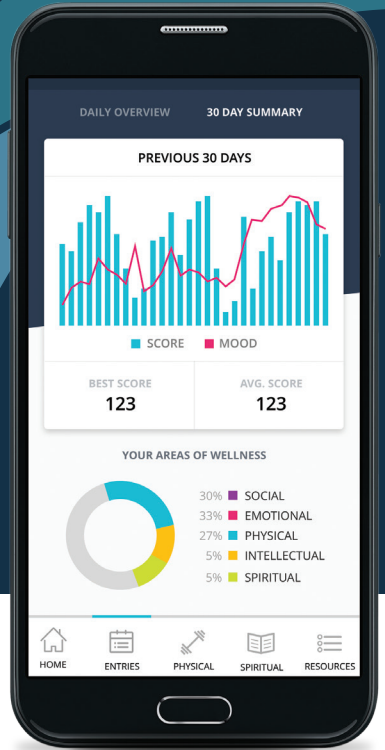 DAILY OVERVIEW 30 DAY SUMMARY
PREVIOUS 30 DAYS
SCORE MOOD
BEST SCORE AVG. SCORE
123 123
YOUR AREAS OF WELLNESS
30% SOCIAL
33% EMOTIONAL
27% PHYSICAL
5% INTELLECTUAL
5% SPIRITUAL
HOME ENTRIES PHYSICAL SPIRITUAL RESOURCES